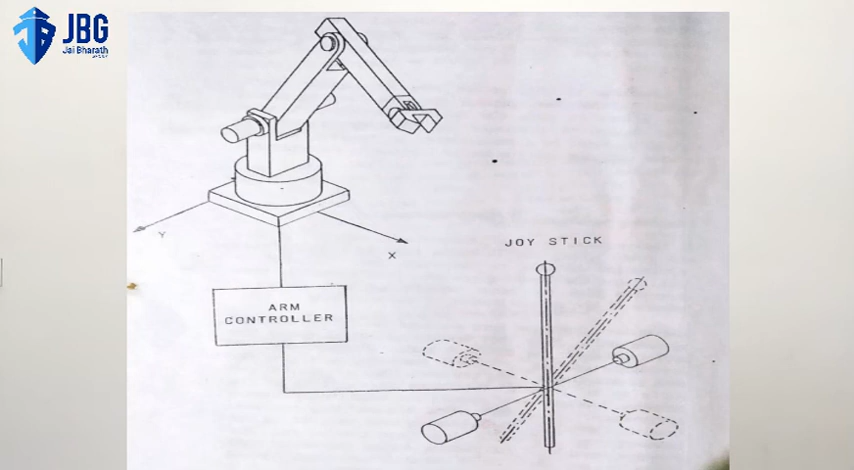 JBG
Jai Bharath
Y
X
JOY STICK
ARM
CONTROLLER